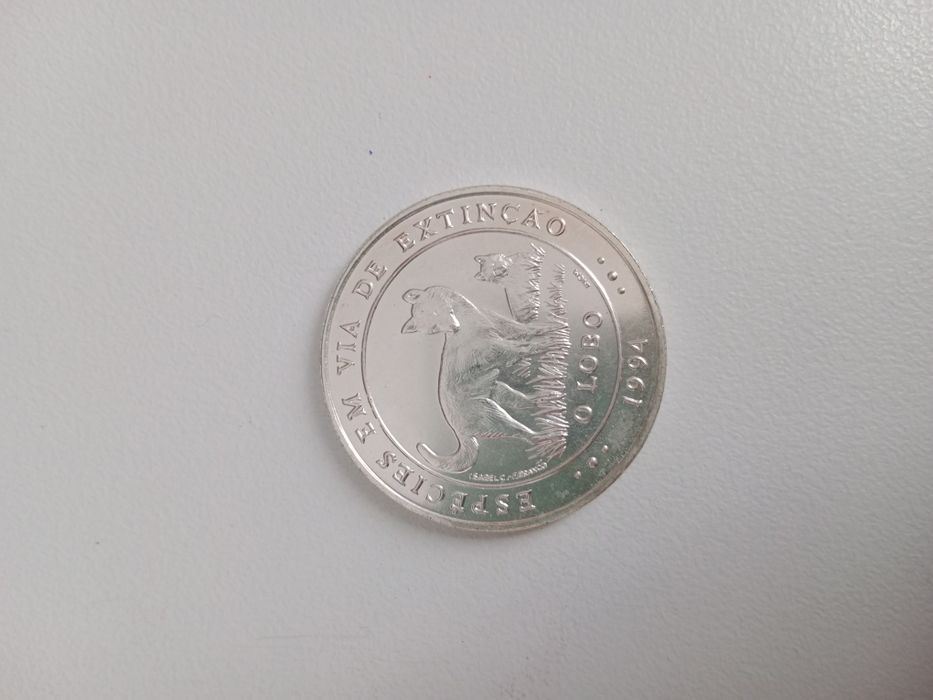 ESPÉCIES EM VIA DE EXTINÇÃO
O LOBO
1994